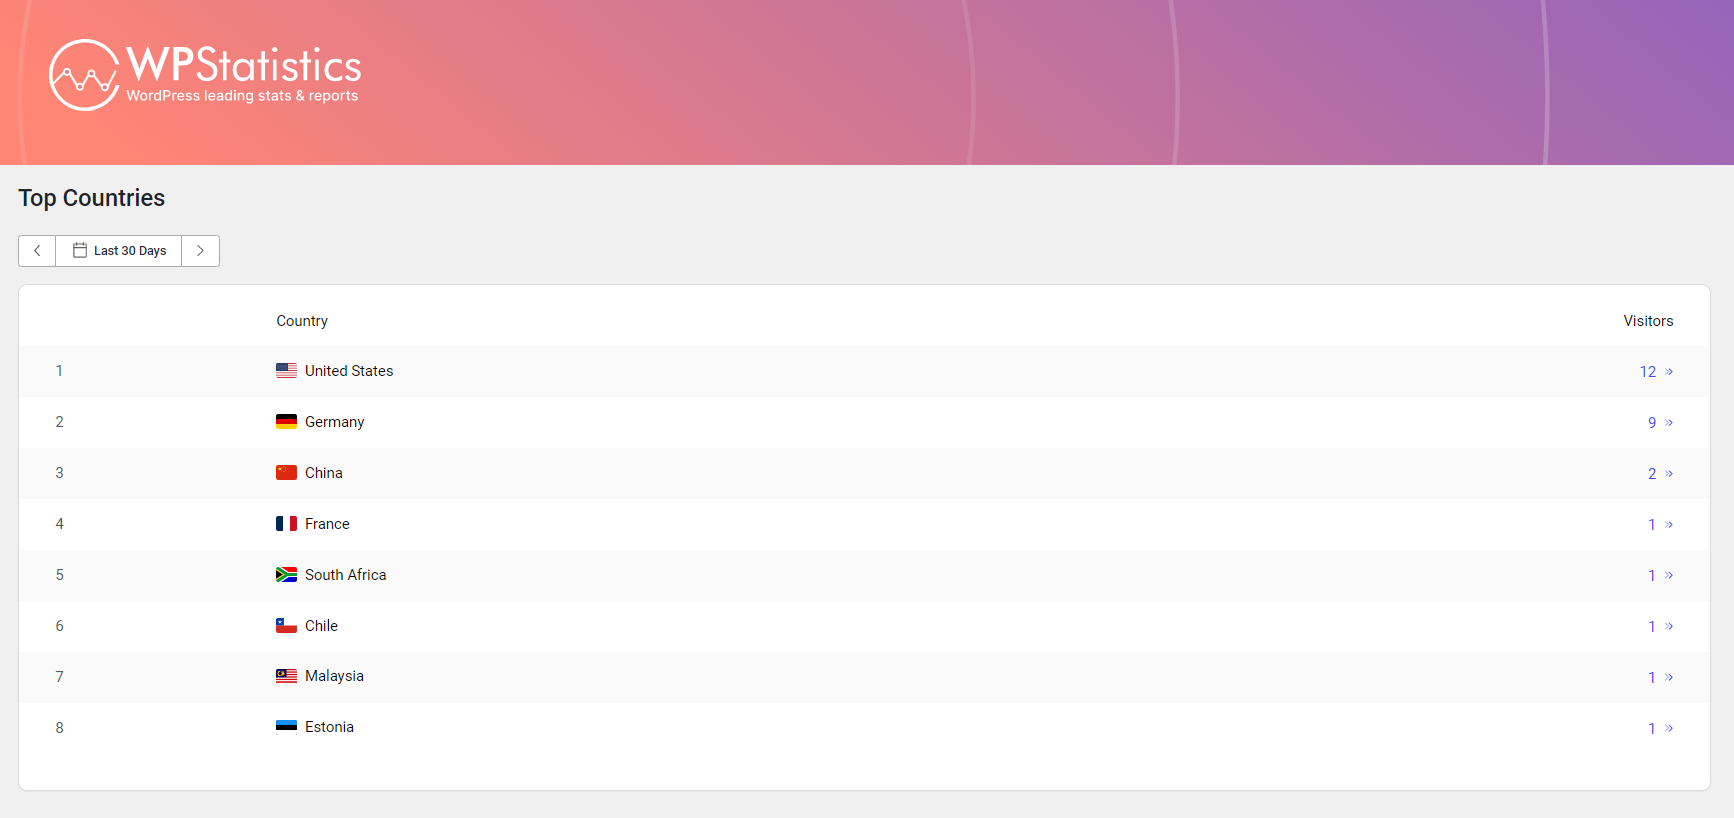 WPStatistics
WordPress leading stats & reports
Top Countries
Last 30 Days
Country Visitors
1 United States 12 »
2 Germany 9 »
3 China 2 »
4 France 1 »
5 South Africa 1 »
6 Chile 1 »
7 Malaysia 1 »
8 Estonia 1 »